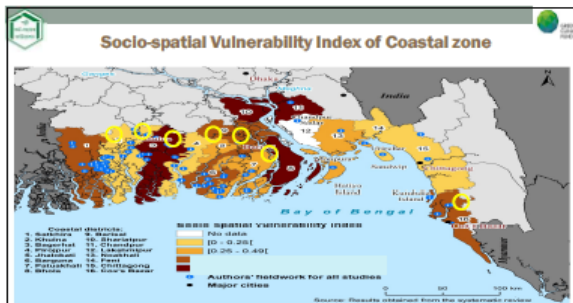 Socio-spatial Vulnerability Index of Coastal zone
Ganges
Dhaka
India
Bay of Bengal
Hatiya
Island
Sandwip
Chittagong
Island
Coastal districts:
1. Satkhira 9. Barisal
2. Khulna 10. Shariatpur
3. Bagerhat 11. Chandpur
4. Pirojpur 12. Lakshmipur
5. Jhalokati 13. Noakhali
6. Barguna 14. Feni
7. Patuakhali 15. Chittagong
8. Bhola 16. Cox's Bazar
Socio spatial vulnerability index
No data
[0 - 0.25[
[0.25 - 0.49[
Authors' fieldwork for all studies
Major cities
0 50 100 km
Source: Results obtained from the systematic review